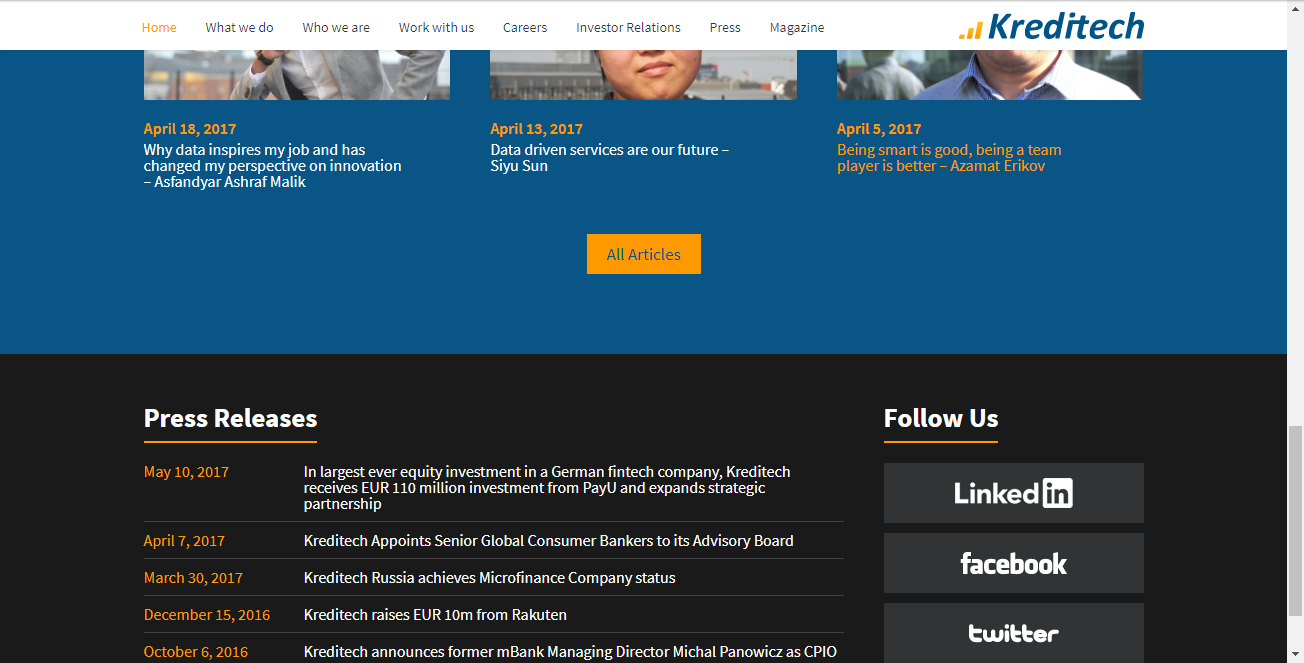 Home What we do Who we are Work with us Careers Investor Relations Press Magazine Kreditech
April 18, 2017
Why data inspires my job and has
changed my perspective on innovation
– Asfandyar Ashraf Malik
April 13, 2017
Data driven services are our future –
Siyu Sun
April 5, 2017
Being smart is good, being a team
player is better – Azamat Erikov
All Articles
Press Releases
May 10, 2017
In largest ever equity investment in a German fintech company, Kreditech
receives EUR 110 million investment from PayU and expands strategic
partnership
April 7, 2017 Kreditech Appoints Senior Global Consumer Bankers to its Advisory Board
March 30, 2017 Kreditech Russia achieves Microfinance Company status
December 15, 2016 Kreditech raises EUR 10m from Rakuten
October 6, 2016 Kreditech announces former mBank Managing Director Michal Panowicz as CPIO
Follow Us
Linked in
facebook
twitter